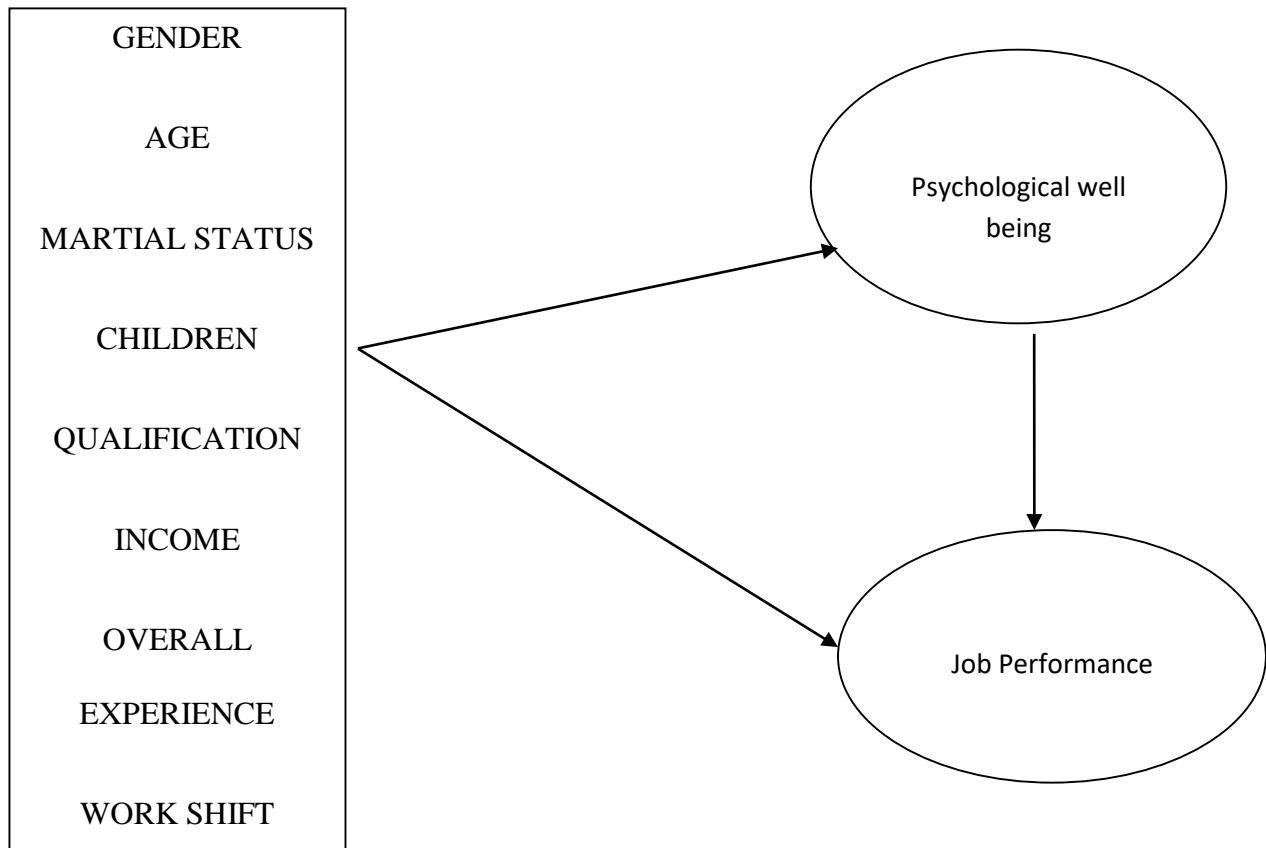 GENDER
AGE
MARTIAL STATUS
CHILDREN
QUALIFICATION
INCOME
OVERALL
EXPERIENCE
WORK SHIFT
Psychological well
being
Job Performance